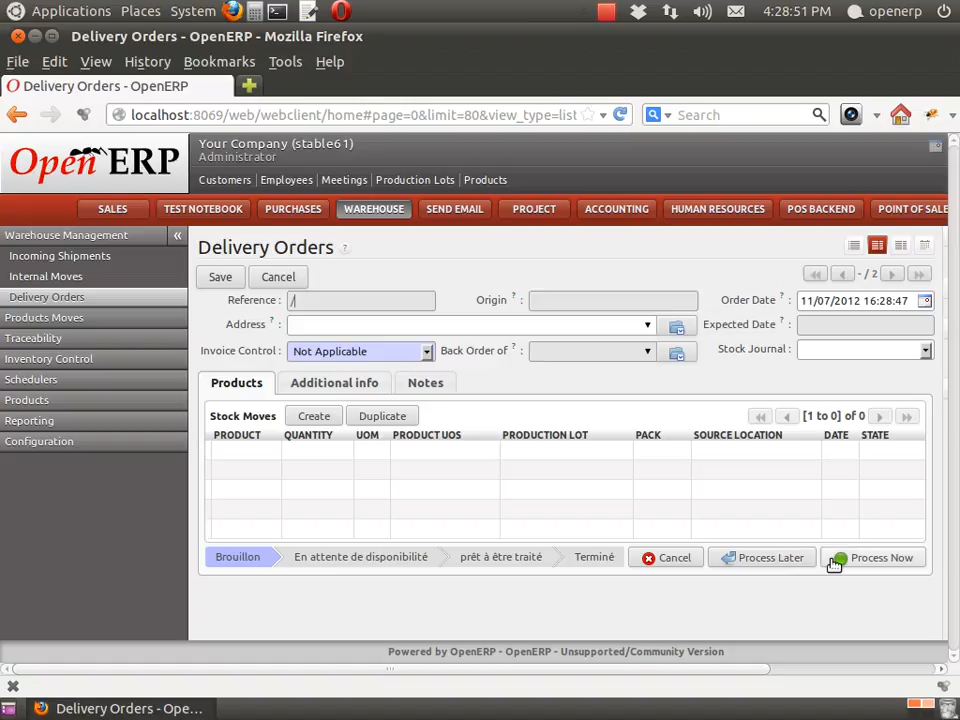 Applications Places System 4:28:51 PM openerp
Delivery Orders - OpenERP - Mozilla Firefox
File Edit View History Bookmarks Tools Help
Delivery Orders - OpenERP
localhost:8069/web/webclient/home#page=0&limit=80&view_type=list Search
Open ERP
Your Company (stable61)
Administrator
Customers Employees Meetings Production Lots Products
SALES TEST NOTEBOOK PURCHASES WAREHOUSE SEND EMAIL PROJECT ACCOUNTING HUMAN RESOURCES POS BACKEND POINT OF SALE
Warehouse Management «
Incoming Shipments
Internal Moves
Delivery Orders
Products Moves
Traceability
Inventory Control
Schedulers
Products
Reporting
Configuration
Delivery Orders ?
Save Cancel - / 2
Reference : / Origin ? : Order Date ? : 11/07/2012 16:28:47
Address ? : Expected Date ? :
Invoice Control : Not Applicable Back Order of ? : Stock Journal :
Products Additional info Notes
Stock Moves Create Duplicate [1 to 0] of 0
PRODUCT QUANTITY UOM PRODUCT UOS PRODUCTION LOT PACK SOURCE LOCATION DATE STATE
Brouillon En attente de disponibilité prêt à être traité Terminé Cancel Process Later Process Now
Powered by OpenERP - OpenERP - Unsupported/Community Version
Delivery Orders - Ope...